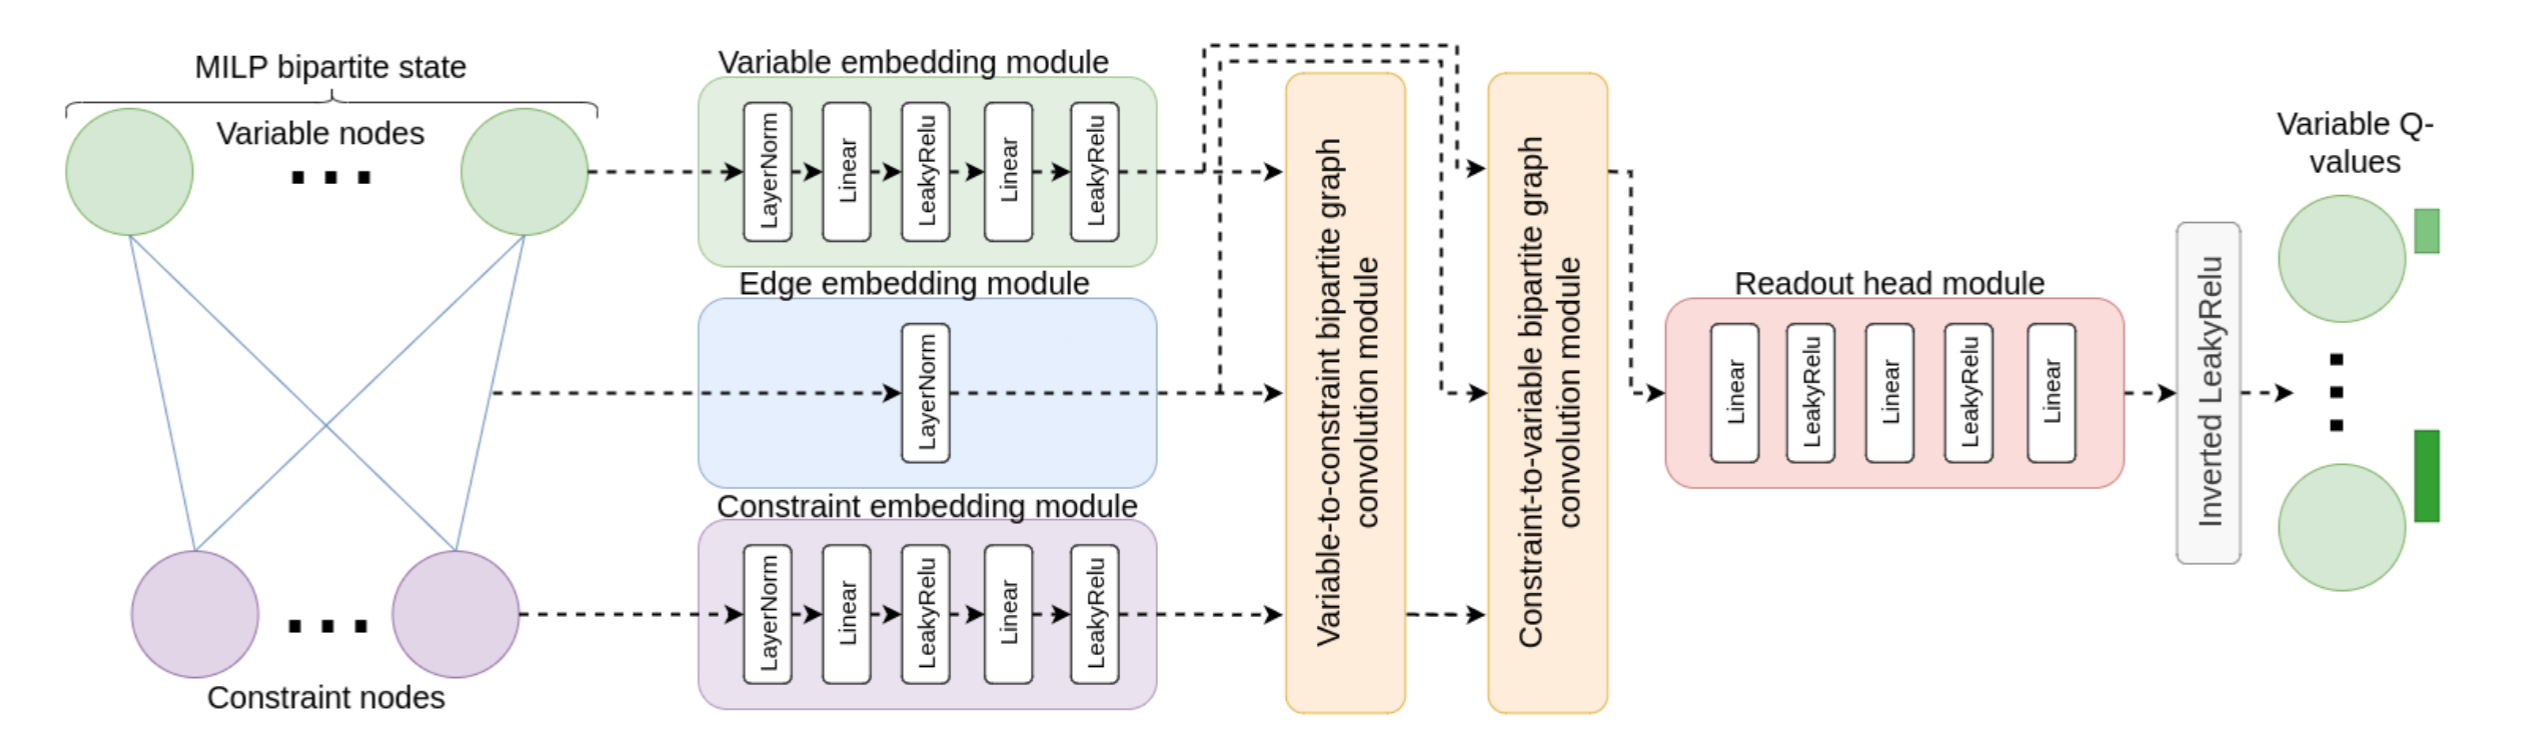 MILP bipartite state
Variable nodes
Constraint nodes
Variable embedding module
LayerNorm
Linear
LeakyRelu
Linear
LeakyRelu
Edge embedding module
LayerNorm
Constraint embedding module
LayerNorm
Linear
LeakyRelu
Linear
LeakyRelu
Variable-to-constraint bipartite graph
convolution module
Constraint-to-variable bipartite graph
convolution module
Readout head module
Linear
LeakyRelu
Linear
LeakyRelu
Linear
Inverted LeakyRelu
Variable Q-
values